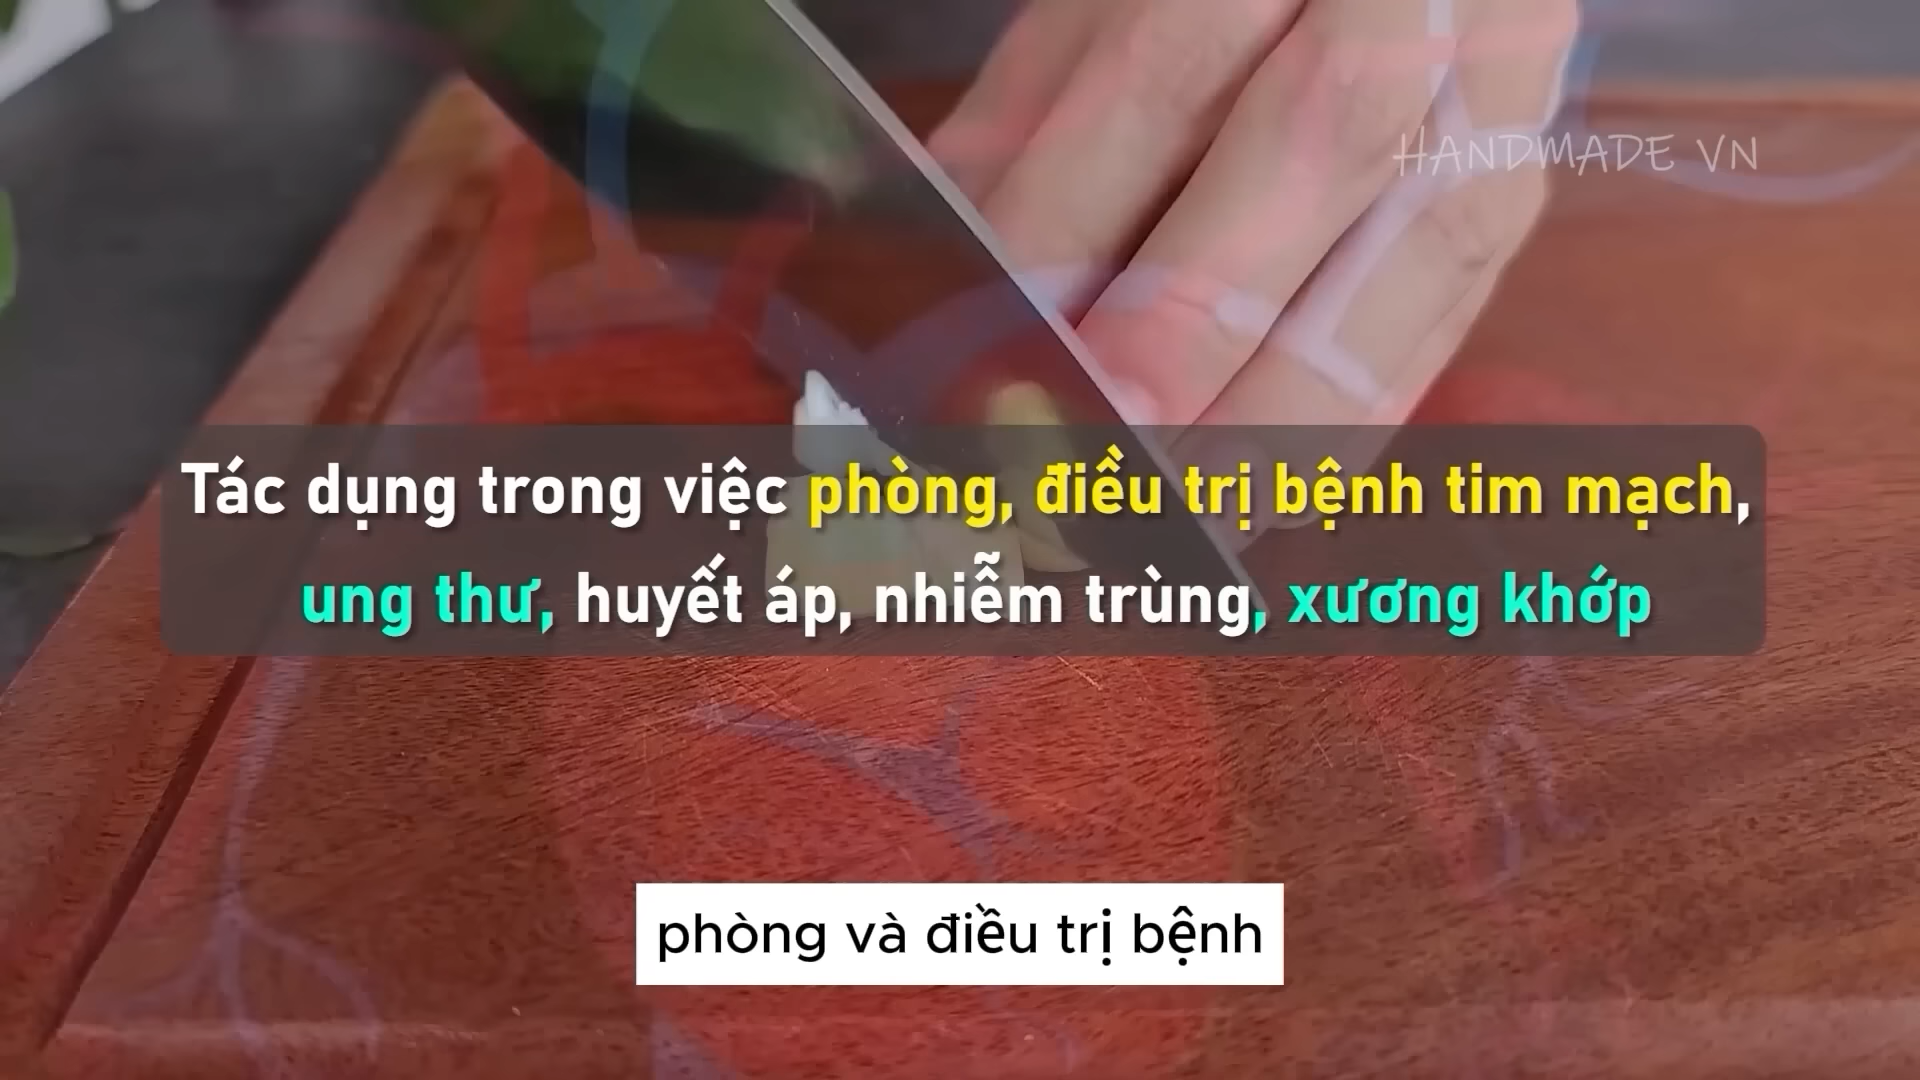 HANDMADE VN
Tác dụng trong việc phòng, điều trị bệnh tim mạch,
ung thư, huyết áp, nhiễm trùng, xương khớp
phòng và điều trị bệnh